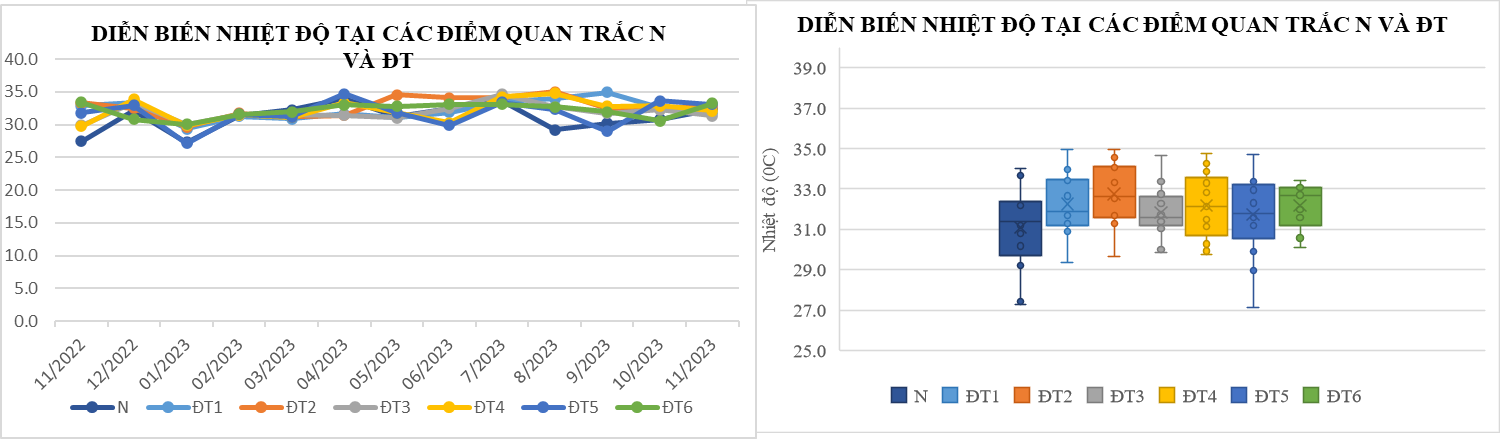 DIỄN BIẾN NHIỆT ĐỘ TẠI CÁC ĐIỂM QUAN TRẮC N
VÀ ĐT
40.0
35.0
30.0
25.0
20.0
15.0
10.0
5.0
0.0
11/2022 12/2022 01/2023 02/2023 03/2023 04/2023 05/2023 06/2023 7/2023 8/2023 9/2023 10/2023 11/2023
N ĐT1 ĐT2 ĐT3 ĐT4 ĐT5 ĐT6
DIỄN BIẾN NHIỆT ĐỘ TẠI CÁC ĐIỂM QUAN TRẮC N VÀ ĐT
Nhiệt độ (0C)
39.0
37.0
35.0
33.0
31.0
29.0
27.0
25.0
N ĐT1 ĐT2 ĐT3 ĐT4 ĐT5 ĐT6